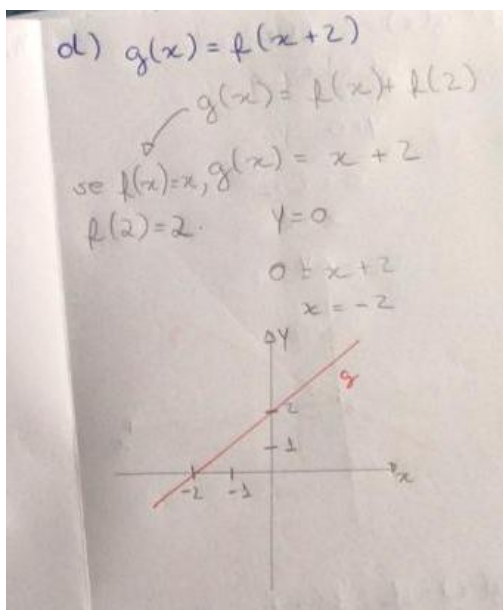 d) g(x) = f(x+2)
g(x) = f(x) + f(2)
se f(x)=x, g(x) = x + 2
f(2)=2. Y=0
0 = x+2
x = -2
Y
g
2
1
-2 -1 x